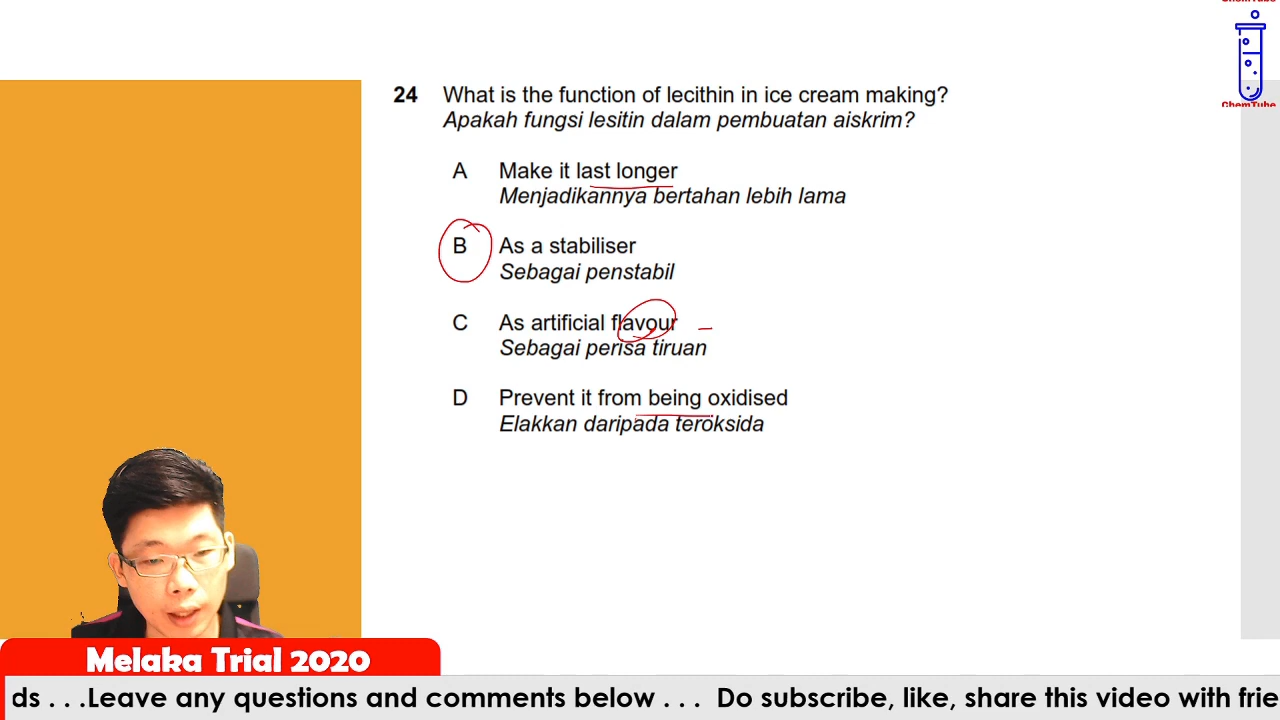 ChemTube
24 What is the function of lecithin in ice cream making?
Apakah fungsi lesitin dalam pembuatan aiskrim?
A Make it last longer
Menjadikannya bertahan lebih lama
B As a stabiliser
Sebagai penstabil
C As artificial flavour
Sebagai perisa tiruan
D Prevent it from being oxidised
Elakkan daripada teroksida
ChemTube
Melaka Trial 2020
ds . . .Leave any questions and comments below . . . Do subscribe, like, share this video with frie